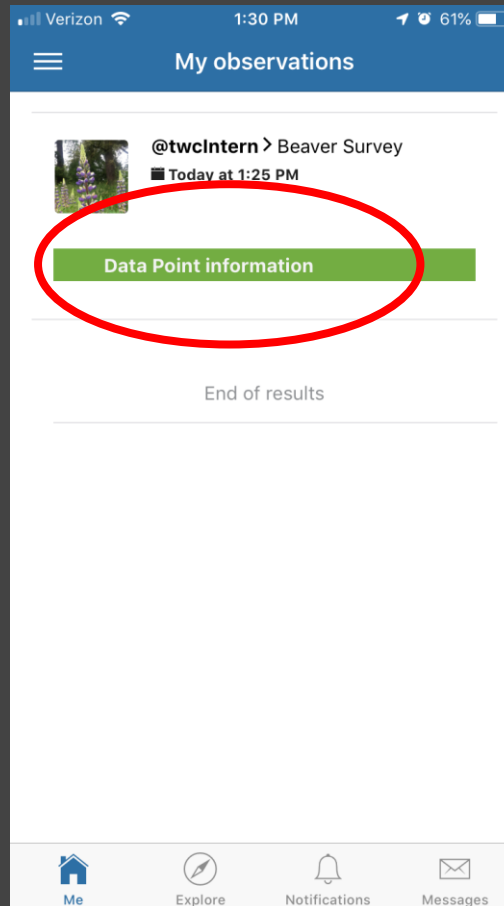 Verizon 1:30 PM 61%
My observations
@twcIntern > Beaver Survey
Today at 1:25 PM
Data Point information
End of results
Me Explore Notifications Messages